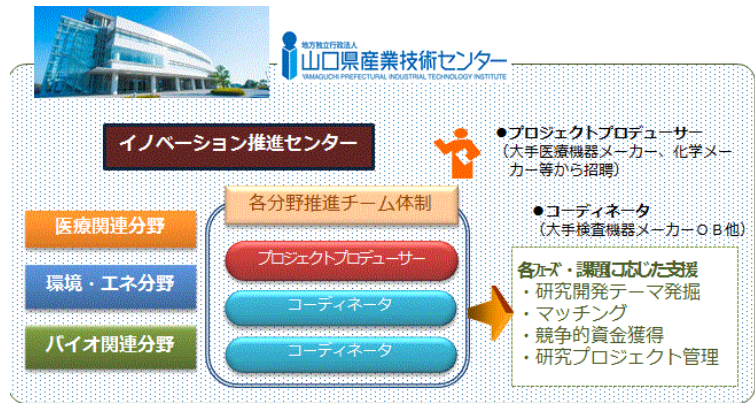 地方独立行政法人
山口県産業技術センター
YAMAGUCHI PREFECTURAL INDUSTRIAL TECHNOLOGY INSTITUTE
イノベーション推進センター
●プロジェクトプロデューサー
（大手医療機器メーカー、化学メー
カー等から招聘）
●コーディネータ
（大手検査機器メーカーＯＢ他）
各分野推進チーム体制
医療関連分野
環境・エネ分野
バイオ関連分野
プロジェクトプロデューサー
コーディネータ
コーディネータ
各フェーズ・課題に応じた支援
・研究開発テーマ発掘
・マッチング
・競争的資金獲得
・研究プロジェクト管理